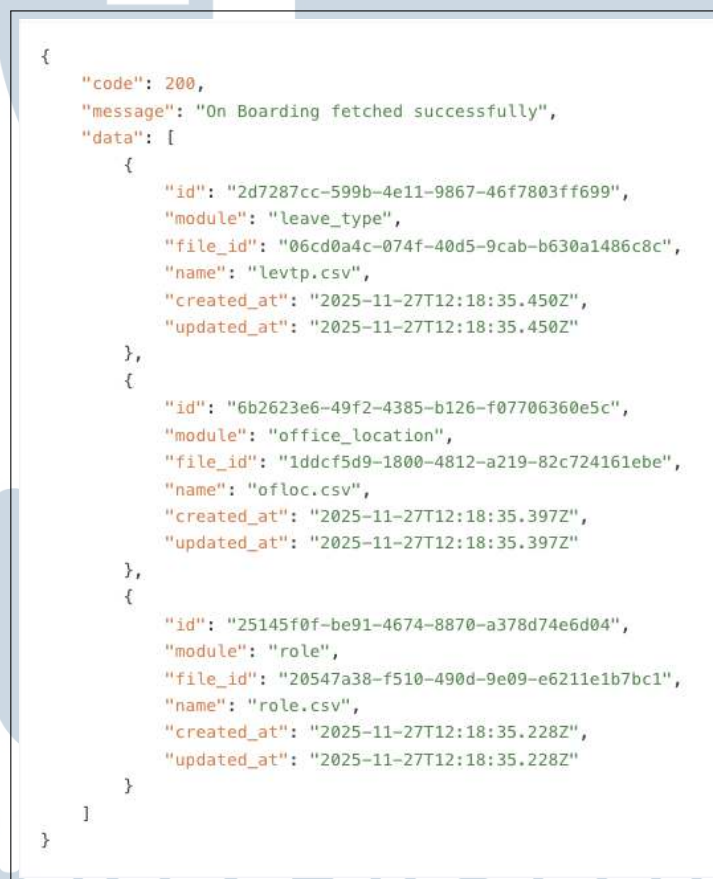 {
    "code": 200,
    "message": "On Boarding fetched successfully",
    "data": [
        {
            "id": "2d7287cc-599b-4e11-9867-46f7803ff699",
            "module": "leave_type",
            "file_id": "06cd0a4c-074f-40d5-9cab-b630a1486c8c",
            "name": "levtp.csv",
            "created_at": "2025-11-27T12:18:35.450Z",
            "updated_at": "2025-11-27T12:18:35.450Z"
        },
        {
            "id": "6b2623e6-49f2-4385-b126-f07706360e5c",
            "module": "office_location",
            "file_id": "1ddcf5d9-1800-4812-a219-82c724161ebe",
            "name": "ofloc.csv",
            "created_at": "2025-11-27T12:18:35.397Z",
            "updated_at": "2025-11-27T12:18:35.397Z"
        },
        {
            "id": "25145f0f-be91-4674-8870-a378d74e6d04",
            "module": "role",
            "file_id": "20547a38-f510-490d-9e09-e6211e1b7bc1",
            "name": "role.csv",
            "created_at": "2025-11-27T12:18:35.228Z",
            "updated_at": "2025-11-27T12:18:35.228Z"
        }
    ]
}